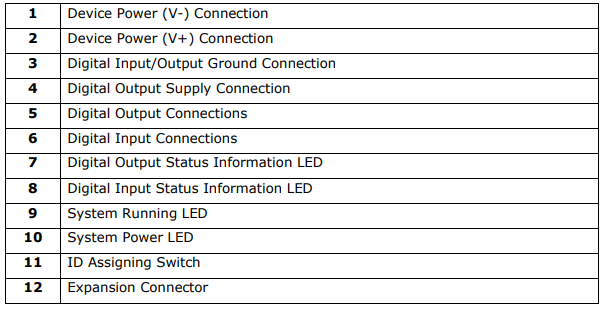 1 Device Power (V-) Connection
2 Device Power (V+) Connection
3 Digital Input/Output Ground Connection
4 Digital Output Supply Connection
5 Digital Output Connections
6 Digital Input Connections
7 Digital Output Status Information LED
8 Digital Input Status Information LED
9 System Running LED
10 System Power LED
11 ID Assigning Switch
12 Expansion Connector